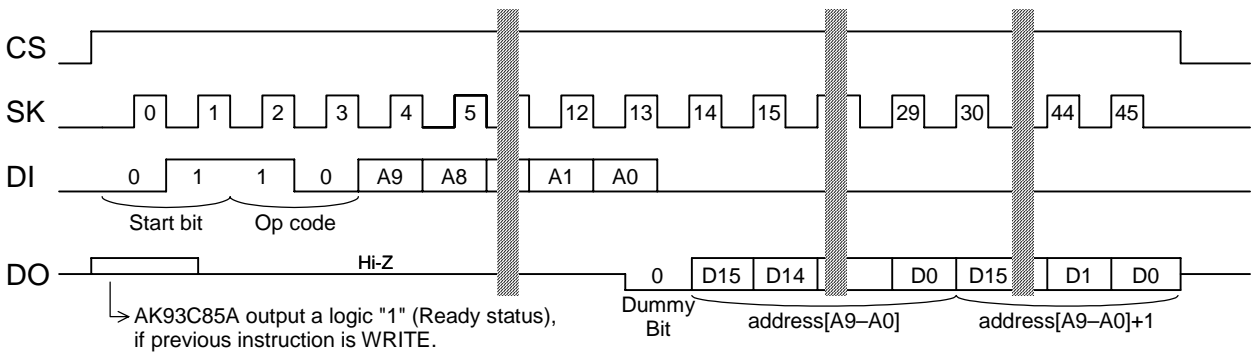 CS
SK 0 1 2 3 4 5 12 13 14 15 29 30 44 45
DI 0 1 1 0 A9 A8 A1 A0
Start bit Op code
DO Hi-Z 0 D15 D14 D0 D15 D1 D0
Dummy
Bit
address[A9–A0] address[A9–A0]+1
AK93C85A output a logic "1" (Ready status),
if previous instruction is WRITE.